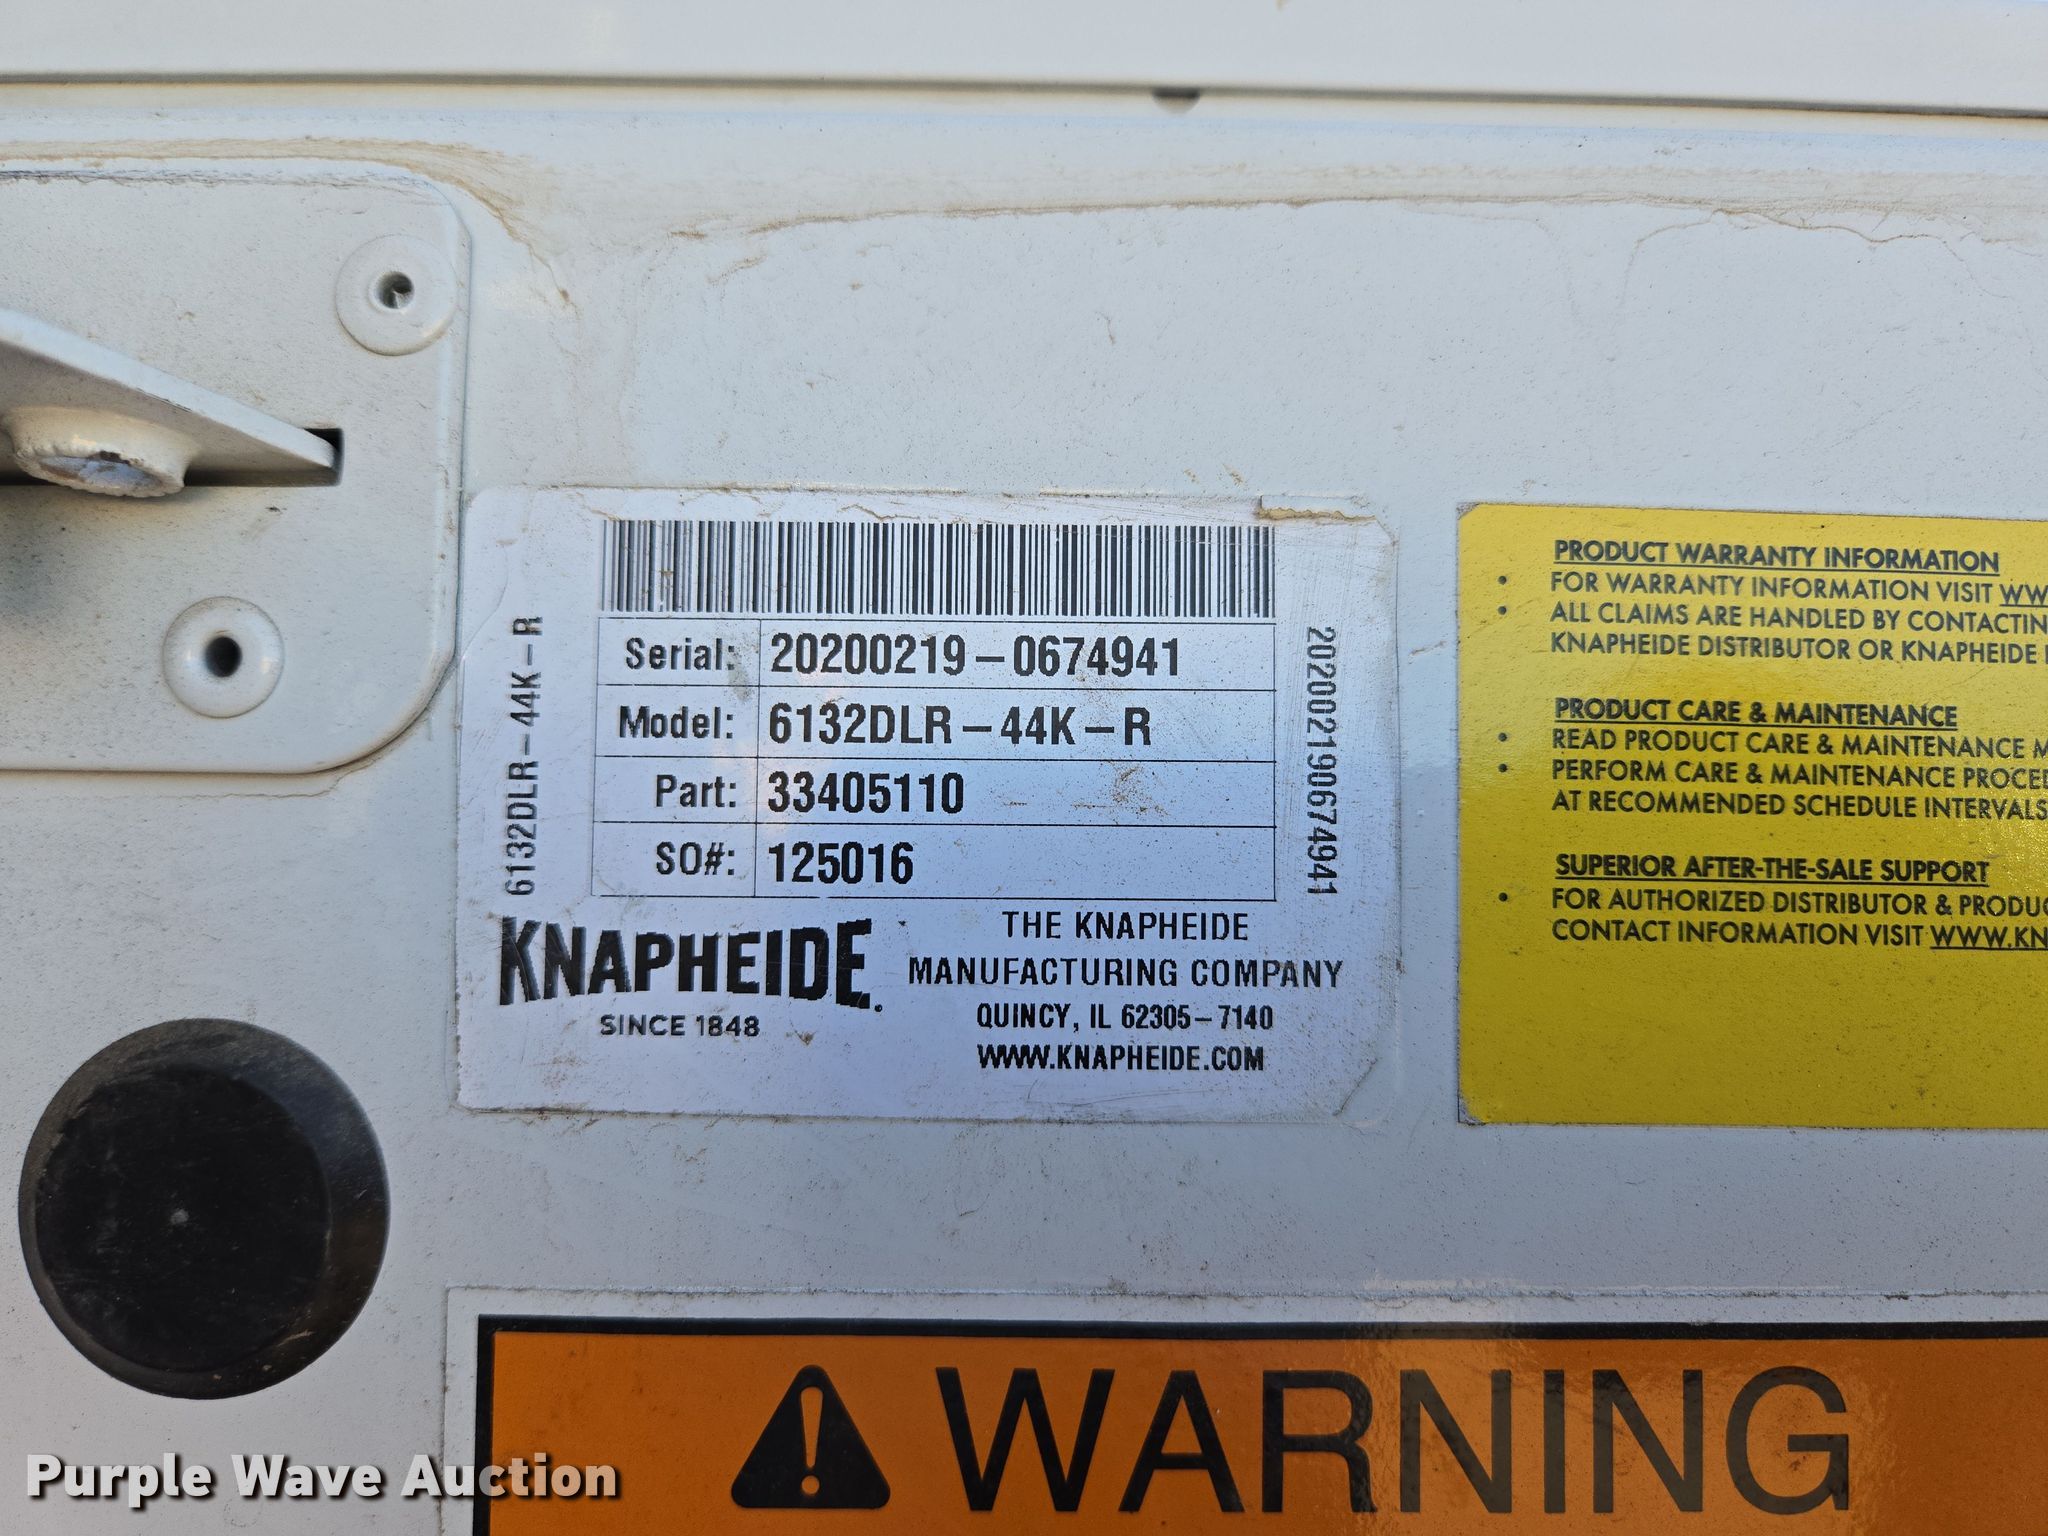 6132DLR-44K-R
Serial: 20200219-0674941
Model: 6132DLR-44K-R
Part: 33405110
SO#: 125016
202002190674941
KNAPHEIDE.
SINCE 1848
THE KNAPHEIDE
MANUFACTURING COMPANY
QUINCY, IL 62305-7140
WWW.KNAPHEIDE.COM
PRODUCT WARRANTY INFORMATION
• FOR WARRANTY INFORMATION VISIT
• ALL CLAIMS ARE HANDLED BY
KNAPHEIDE DISTRIBUTOR OR KNAPHEIDE
PRODUCT CARE & MAINTENANCE
• READ PRODUCT CARE & MAINTENANCE
• PERFORM CARE & MAINTENANCE
AT RECOMMENDED SCHEDULE INTERVALS
SUPERIOR AFTER-THE-SALE SUPPORT
• FOR AUTHORIZED DISTRIBUTOR &
CONTACT INFORMATION VISIT
WARNING
Purple Wave Auction